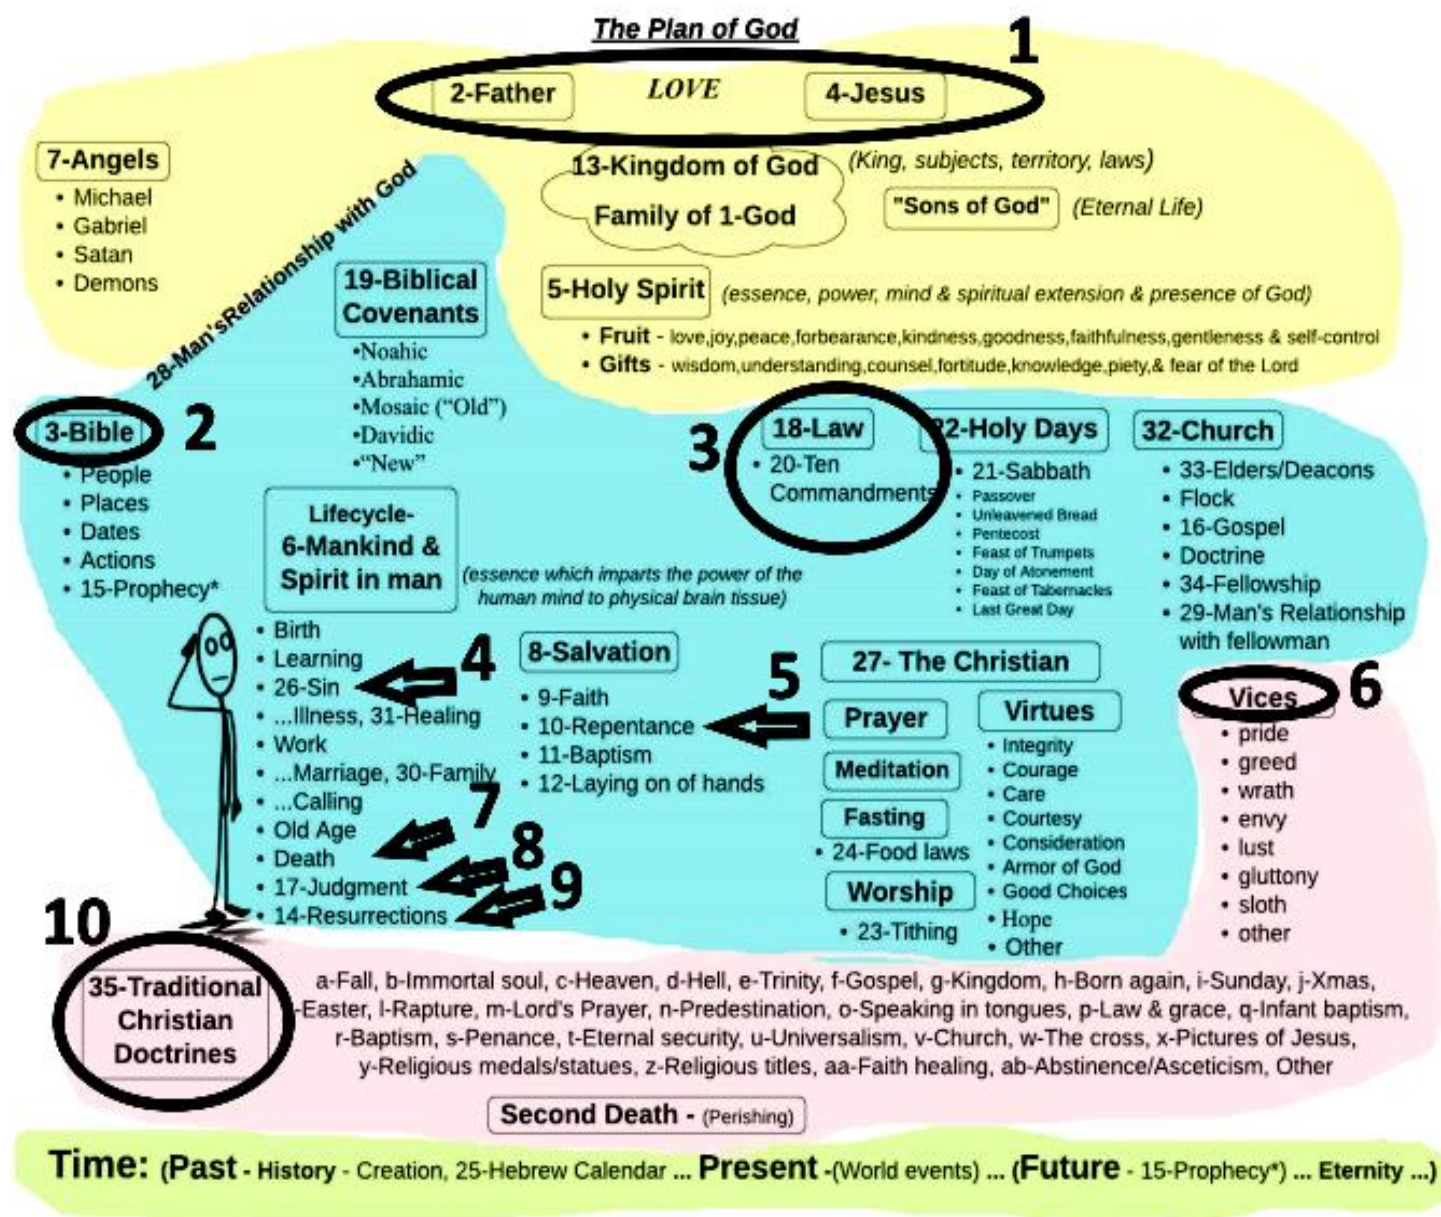 The Plan of God
1
2-Father LOVE 4-Jesus
7-Angels
• Michael
• Gabriel
• Satan
• Demons
13-Kingdom of God (King, subjects, territory, laws)
Family of 1-God "Sons of God" (Eternal Life)
28-Man'sRelationship with God
19-Biblical
Covenants
•Noahic
•Abrahamic
•Mosaic (“Old”)
•Davidic
•“New”
5-Holy Spirit (essence, power, mind & spiritual extension & presence of God)
• Fruit - love,joy,peace,forbearance,kindness,goodness,faithfulness,gentleness & self-control
• Gifts - wisdom,understanding,counsel,fortitude,knowledge,piety,& fear of the Lord
3-Bible 2
• People
• Places
• Dates
• Actions
• 15-Prophecy*
3
18-Law
• 20-Ten
Commandments
22-Holy Days
• 21-Sabbath
• Passover
• Unleavened Bread
• Pentecost
• Feast of Trumpets
• Day of Atonement
• Feast of Tabernacles
• Last Great Day
32-Church
• 33-Elders/Deacons
• Flock
• 16-Gospel
• Doctrine
• 34-Fellowship
• 29-Man's Relationship
with fellowman
Lifecycle-
6-Mankind &
Spirit in man
(essence which imparts the power of the
human mind to physical brain tissue)
• Birth
• Learning
• 26-Sin 4
• ...Illness, 31-Healing
• Work
• ...Marriage, 30-Family
• ...Calling
• Old Age
• Death 7
• 17-Judgment 8
• 14-Resurrections 9
8-Salvation
• 9-Faith
• 10-Repentance 5
• 11-Baptism
• 12-Laying on of hands
27- The Christian
Prayer
Meditation
Fasting
• 24-Food laws
Worship
• 23-Tithing
Virtues
• Integrity
• Courage
• Care
• Courtesy
• Consideration
• Armor of God
• Good Choices
• Hope
• Other
Vices 6
• pride
• greed
• wrath
• envy
• lust
• gluttony
• sloth
• other
10
35-Traditional
Christian
Doctrines
a-Fall, b-Immortal soul, c-Heaven, d-Hell, e-Trinity, f-Gospel, g-Kingdom, h-Born again, i-Sunday, j-Xmas,
-Easter, l-Rapture, m-Lord's Prayer, n-Predestination, o-Speaking in tongues, p-Law & grace, q-Infant baptism,
r-Baptism, s-Penance, t-Eternal security, u-Universalism, v-Church, w-The cross, x-Pictures of Jesus,
y-Religious medals/statues, z-Religious titles, aa-Faith healing, ab-Abstinence/Asceticism, Other
Second Death - (Perishing)
Time: (Past - History - Creation, 25-Hebrew Calendar ... Present -(World events) ... (Future - 15-Prophecy*) ... Eternity ...)